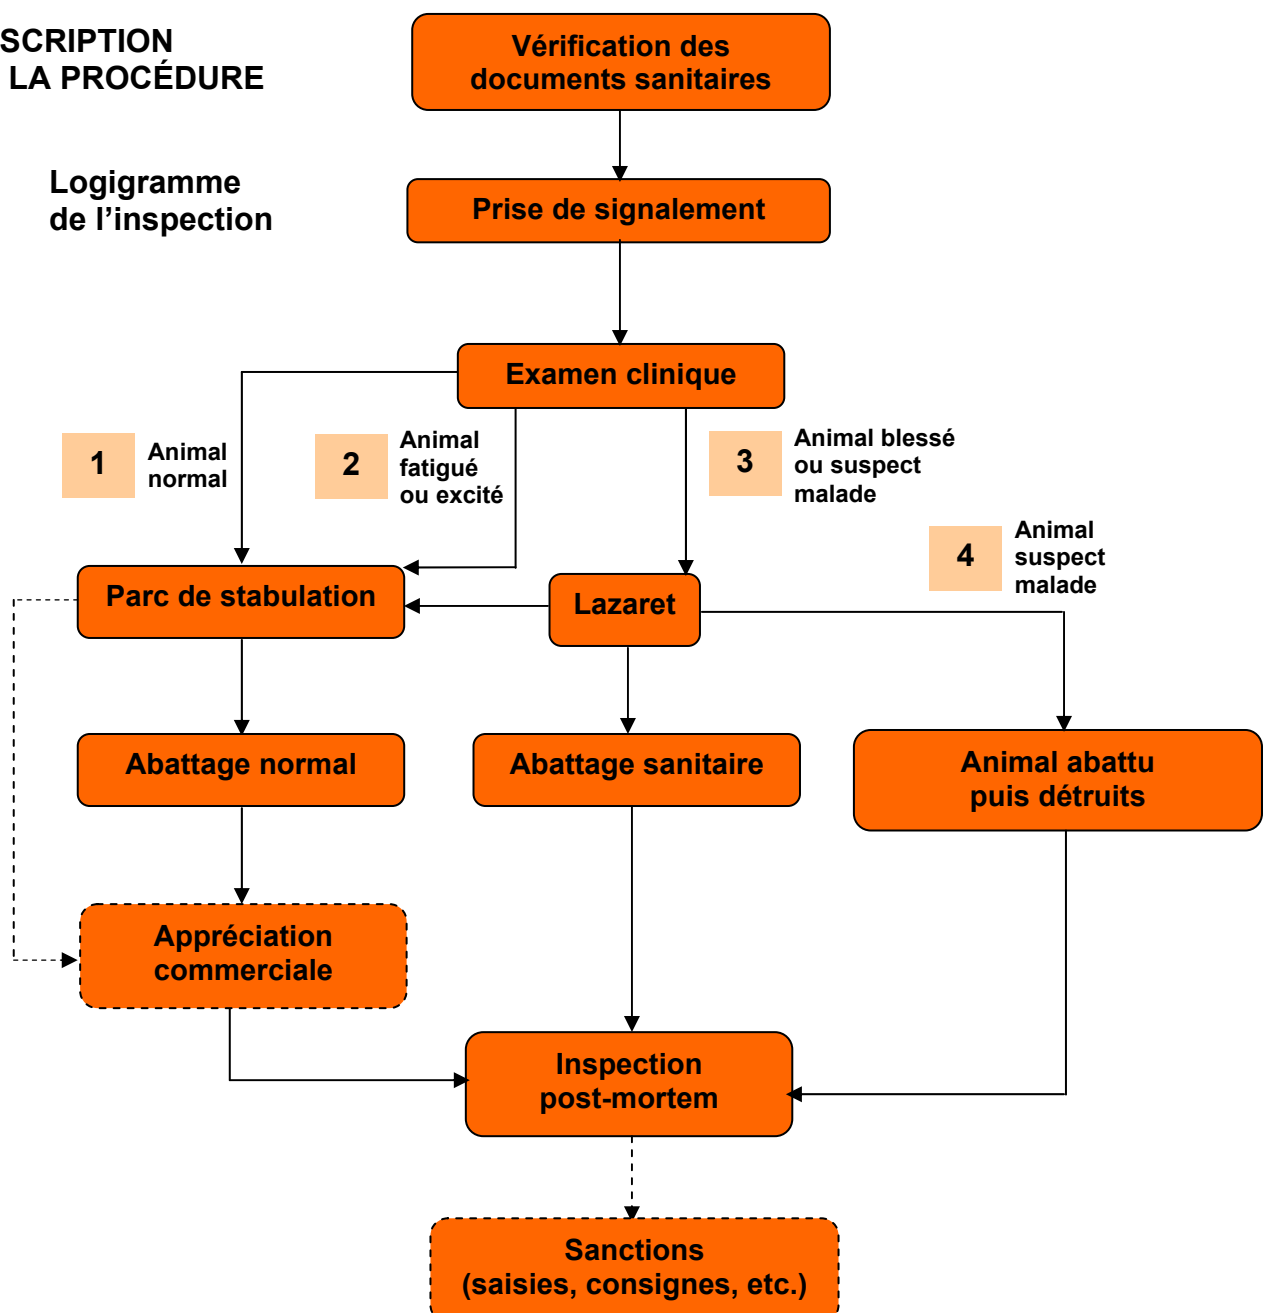 SCRIPTION
LA PROCÉDURE
Vérification des
documents sanitaires
Logigramme
de l’inspection
Prise de signalement
Examen clinique
1
Animal
normal
2
Animal
fatigué
ou excité
3
Animal blessé
ou suspect
malade
4
Animal
suspect
malade
Parc de stabulation
Lazaret
Abattage normal
Abattage sanitaire
Animal abattu
puis détruits
Appréciation
commerciale
Inspection
post-mortem
Sanctions
(saisies, consignes, etc.)